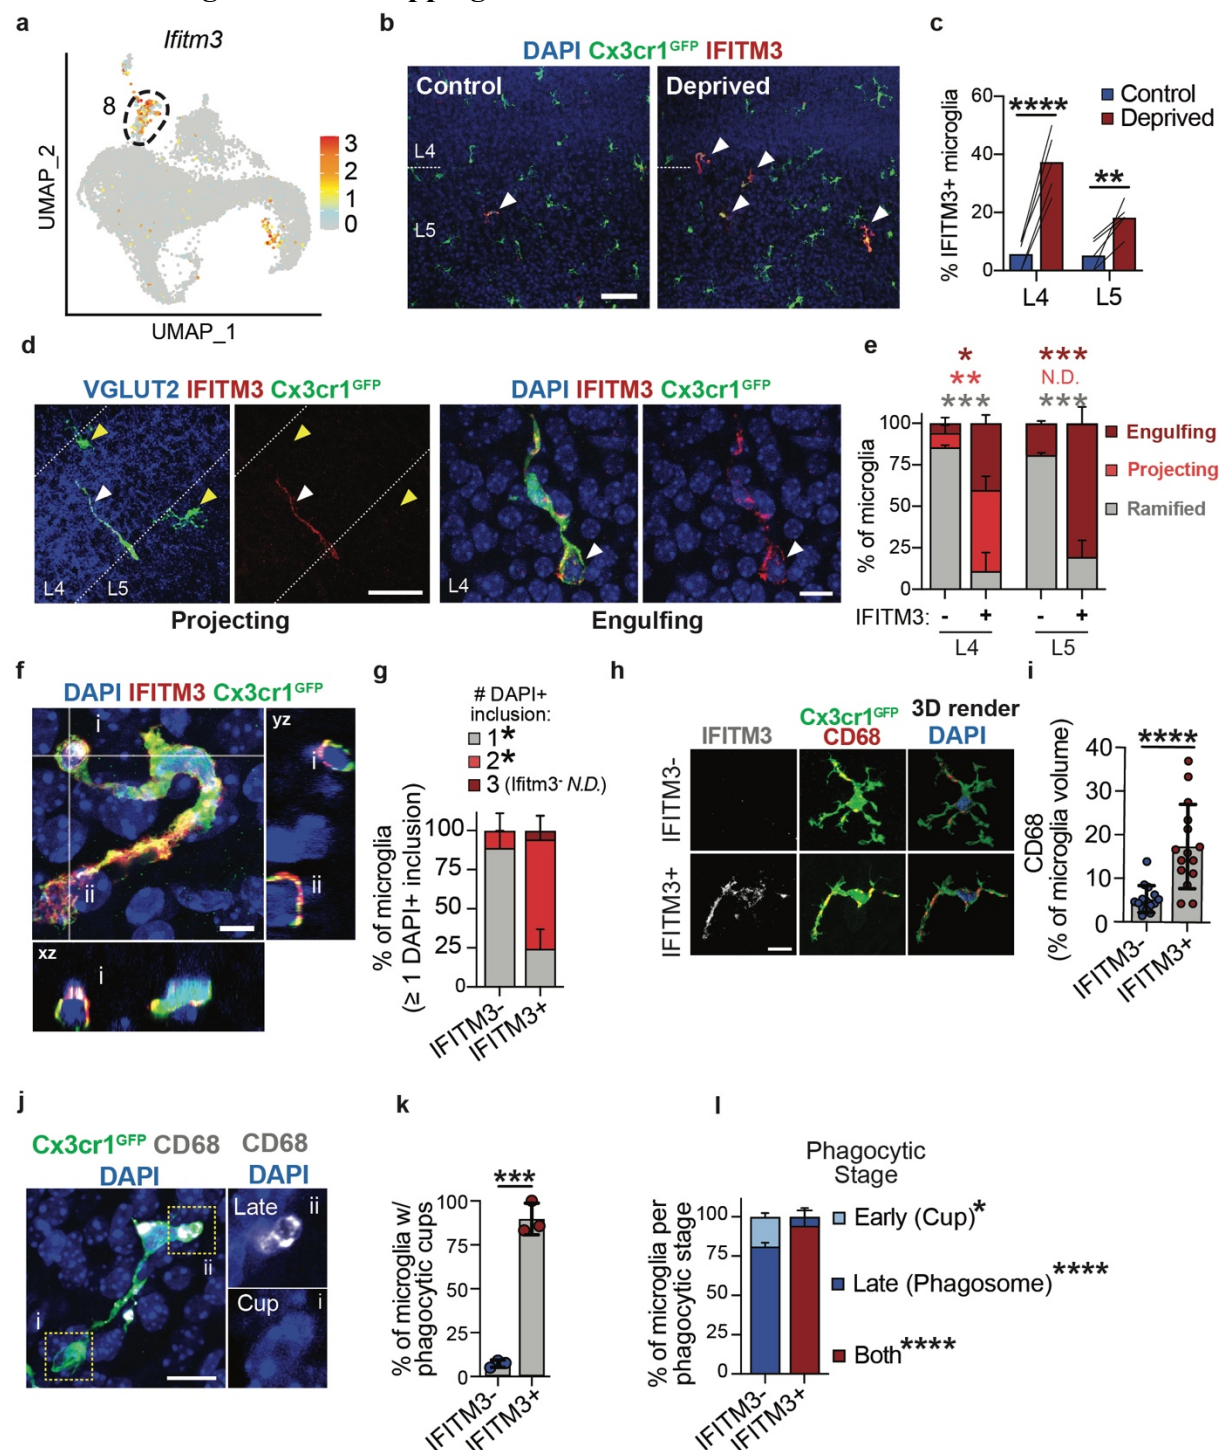 a
Ifitm3
8
3
2
1
0
UMAP_2
UMAP_1
b
DAPI Cx3cr1GFP IFITM3
Control
Deprived
L4
L5
c
% IFITM3+ microglia
60
40
20
0
****
**
Control
Deprived
L4
L5
d
VGLUT2 IFITM3 Cx3cr1GFP
DAPI IFITM3 Cx3cr1GFP
L4 L5
L4
Projecting
Engulfing
e
* ***
** N.D.
*** ***
% of microglia
100
75
50
25
0
Engulfing
Projecting
Ramified
IFITM3: - + - +
L4 L5
f
DAPI IFITM3 Cx3cr1GFP
i
ii
yz
i
ii
xz
i
g
# DAPI+
inclusion:
1*
2*
3 (Ifitm3- N.D.)
% of microglia
(≥ 1 DAPI+ inclusion)
100
75
50
25
0
IFITM3-
IFITM3+
h
IFITM3
Cx3cr1GFP
CD68
3D render
DAPI
IFITM3-
IFITM3+
i
CD68
(% of microglia volume)
****
40
30
20
10
0
IFITM3-
IFITM3+
j
Cx3cr1GFP CD68
DAPI
CD68
DAPI
i
ii
Late ii
Cup i
k
% of microglia w/
phagocytic cups
***
100
75
50
25
0
IFITM3-
IFITM3+
l
Phagocytic
Stage
% of microglia per
phagocytic stage
100
75
50
25
0
Early (Cup)*
Late (Phagosome)****
Both****
IFITM3-
IFITM3+